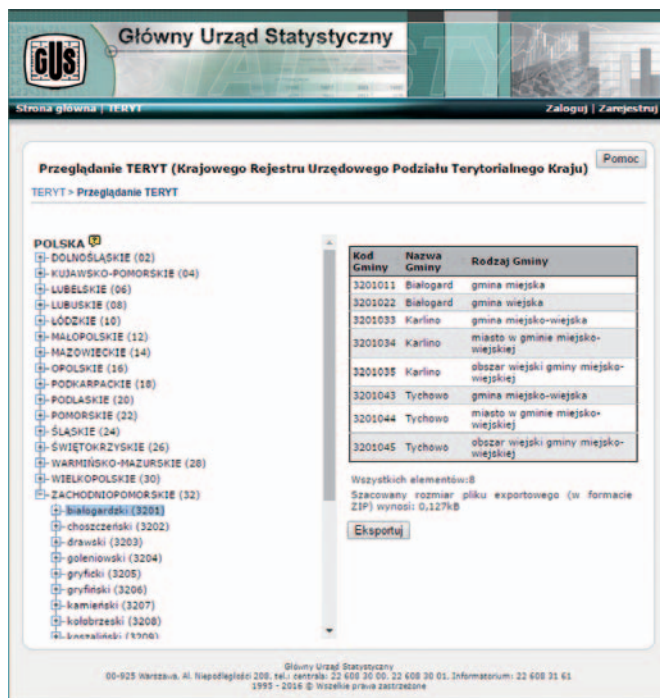 GUS
Główny Urząd Statystyczny
Strona główna | TERYT
Zaloguj | Zarejestruj
Pomoc
Przeglądanie TERYT (Krajowego Rejestru Urzędowego Podziału Terytorialnego Kraju)
TERYT > Przeglądanie TERYT
POLSKA
DOLNOŚLĄSKIE (02)
KUJAWSKO-POMORSKIE (04)
LUBELSKIE (06)
LUBUSKIE (08)
ŁÓDZKIE (10)
MAŁOPOLSKIE (12)
MAZOWIECKIE (14)
OPOLSKIE (16)
PODKARPACKIE (18)
PODLASKIE (20)
POMORSKIE (22)
ŚLĄSKIE (24)
ŚWIĘTOKRZYSKIE (26)
WARMIŃSKO-MAZURSKIE (28)
WIELKOPOLSKIE (30)
ZACHODNIOPOMORSKIE (32)
białogardzki (3201)
choszczeński (3202)
drawski (3203)
goleniowski (3204)
gryficki (3205)
gryfiński (3206)
kamieński (3207)
kołobrzeski (3208)
koszaliński (3209)
Kod Gminy Nazwa Gminy Rodzaj Gminy
3201011 Białogard gmina miejska
3201022 Białogard gmina wiejska
3201033 Karlino gmina miejsko-wiejska
3201034 Karlino miasto w gminie miejsko-wiejskiej
3201035 Karlino obszar wiejski gminy miejsko-wiejskiej
3201043 Tychowo gmina miejsko-wiejska
3201044 Tychowo miasto w gminie miejsko-wiejskiej
3201045 Tychowo obszar wiejski gminy miejsko-wiejskiej
Wszystkich elementów:8
Szacowany rozmiar pliku exportowego (w formacie
ZIP) wynosi: 0,127kB
Eksportuj
Główny Urząd Statystyczny
00-925 Warszawa, Al. Niepodległości 208, tel.: centrala: 22 608 30 00, 22 608 30 01, Informatorium: 22 608 31 61
1995 - 2016 © Wszelkie prawa zastrzeżone